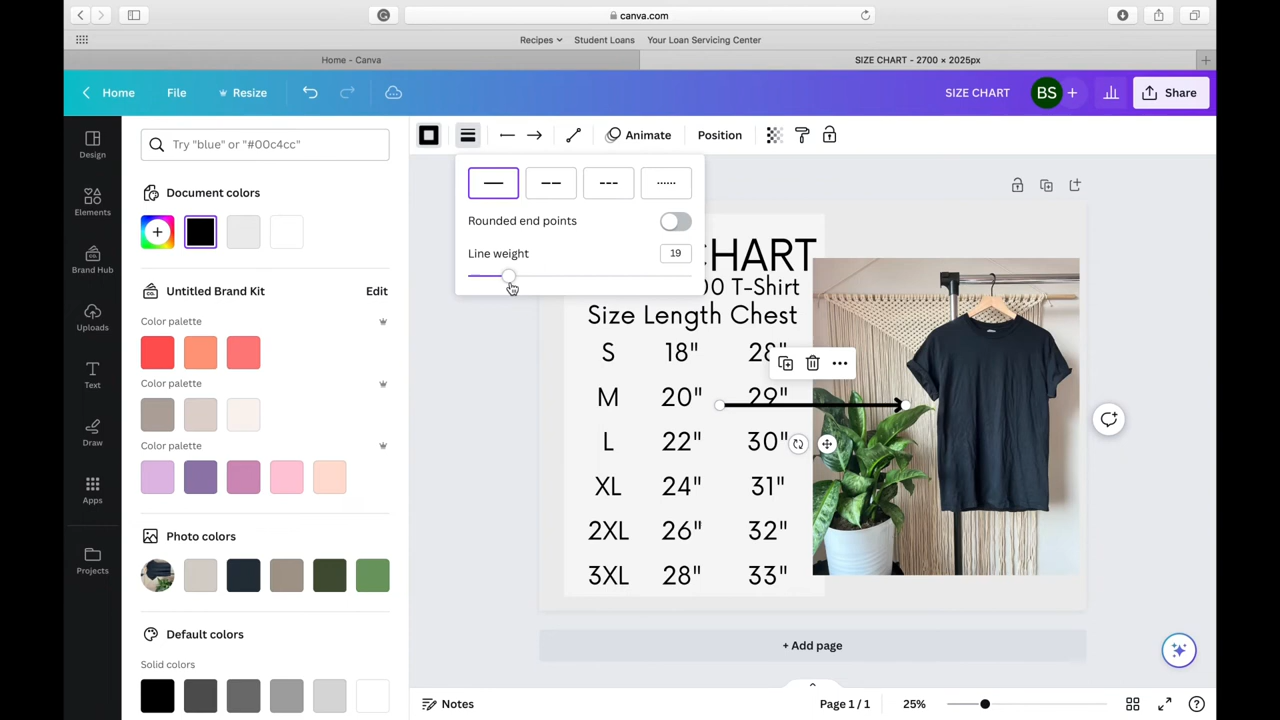 canva.com
Recipes Student Loans Your Loan Servicing Center
Home - Canva SIZE CHART - 2700 × 2025px
Home File Resize SIZE CHART BS + Share
Try "blue" or "#00c4cc"
Animate Position
Design
Elements
Brand Hub
Uploads
Text
Draw
Apps
Projects
Document colors
Untitled Brand Kit Edit
Color palette
Color palette
Color palette
Photo colors
Default colors
Solid colors
Rounded end points
Line weight 19
CHART
00 T-Shirt
Size Length Chest
S 18" 28"
M 20" 29"
L 22" 30"
XL 24" 31"
2XL 26" 32"
3XL 28" 33"
+ Add page
Notes Page 1 / 1 25%